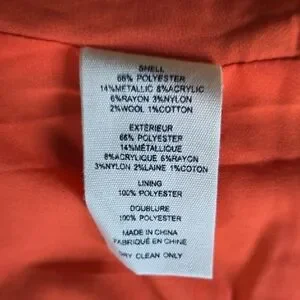 SHELL
66% POLYESTER
14%METALLIC 8%ACRYLIC
6%RAYON 3%NYLON
2%WOOL 1%COTTON
EXTÉRIEUR
66% POLYESTER
14%MÉTALLIQUE
8%ACRYLIQUE 6%RAYON
3%NYLON 2%LAINE 1%COTON
LINING
100% POLYESTER
DOUBLURE
100% POLYESTER
MADE IN CHINA
FABRIQUÉ EN CHINE
DRY CLEAN ONLY